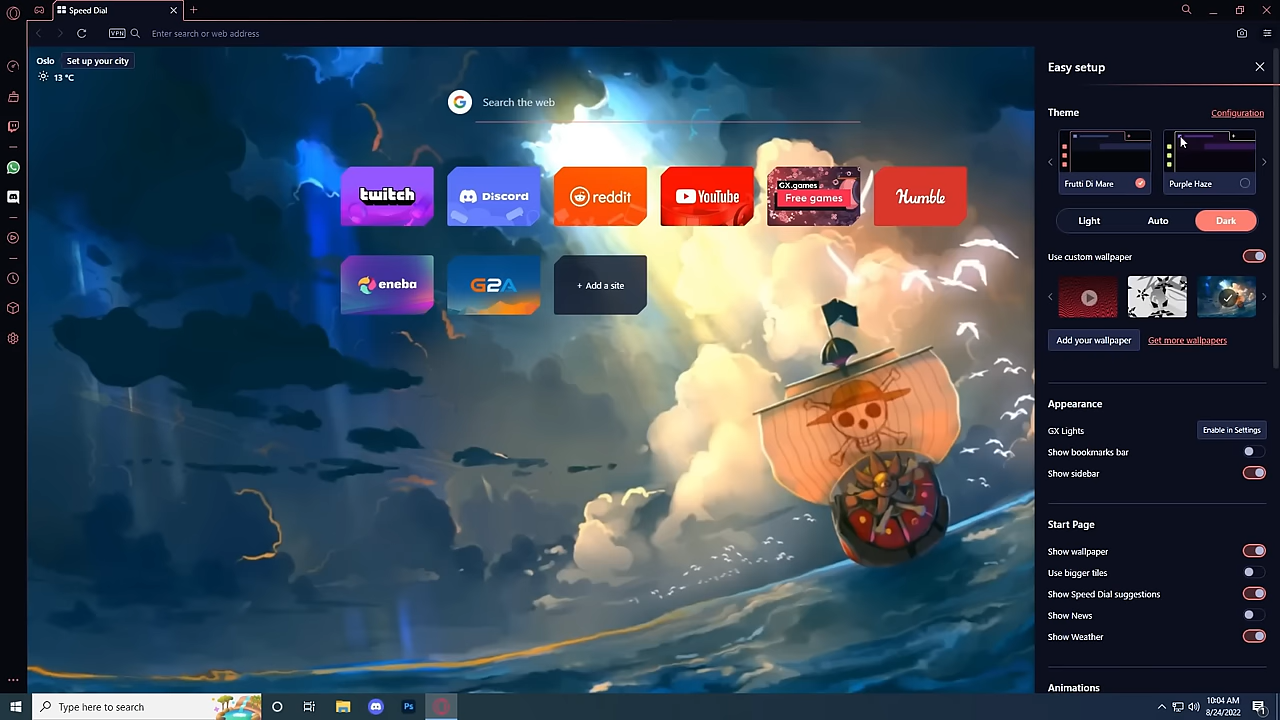 Speed Dial
VPN
Enter search or web address
Oslo
Set up your city
13 °C
Search the web
twitch
Discord
reddit
YouTube
GX.games
Free games
Humble
eneba
G2A
+ Add a site
Easy setup
Theme
Configuration
Frutti Di Mare
Purple Haze
Light
Auto
Dark
Use custom wallpaper
Add your wallpaper
Get more wallpapers
Appearance
GX Lights
Enable in Settings
Show bookmarks bar
Show sidebar
Start Page
Show wallpaper
Use bigger tiles
Show Speed Dial suggestions
Show News
Show Weather
Animations
Type here to search
Ps
10:04 AM
8/24/2022